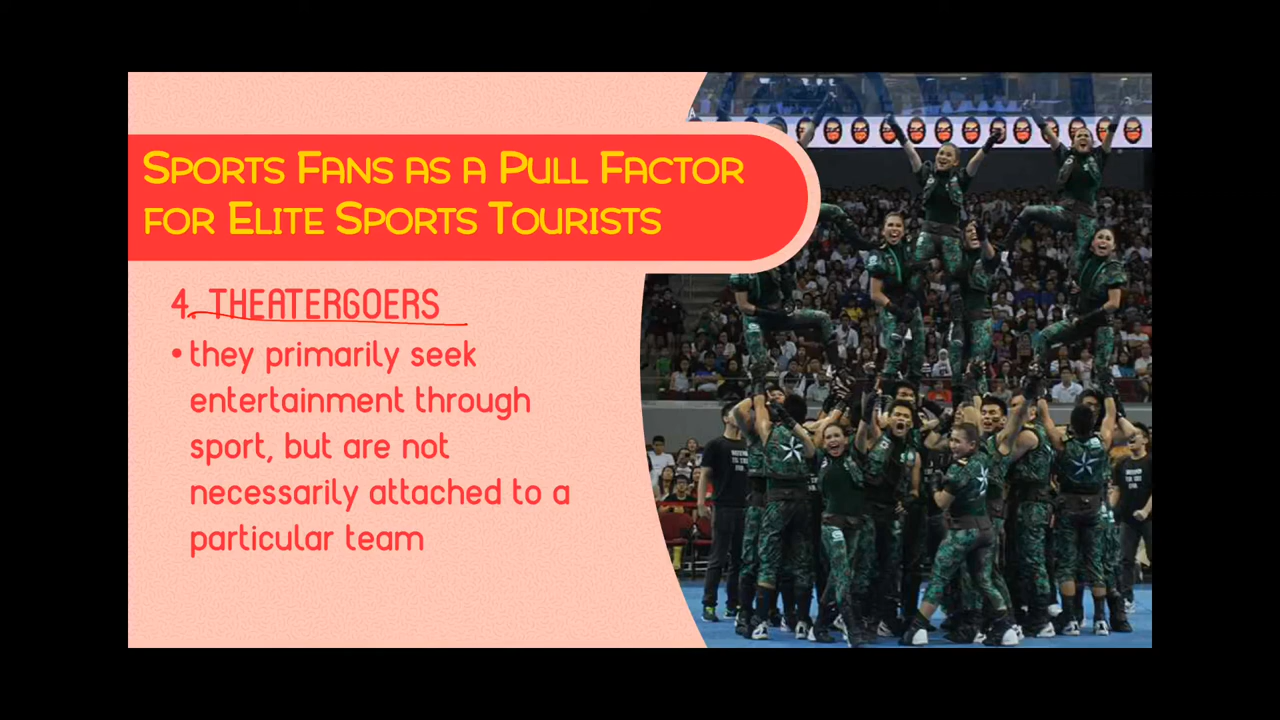 SPORTS FANS AS A PULL FACTOR
FOR ELITE SPORTS TOURISTS
4. THEATERGOERS
• they primarily seek
entertainment through
sport, but are not
necessarily attached to a
particular team